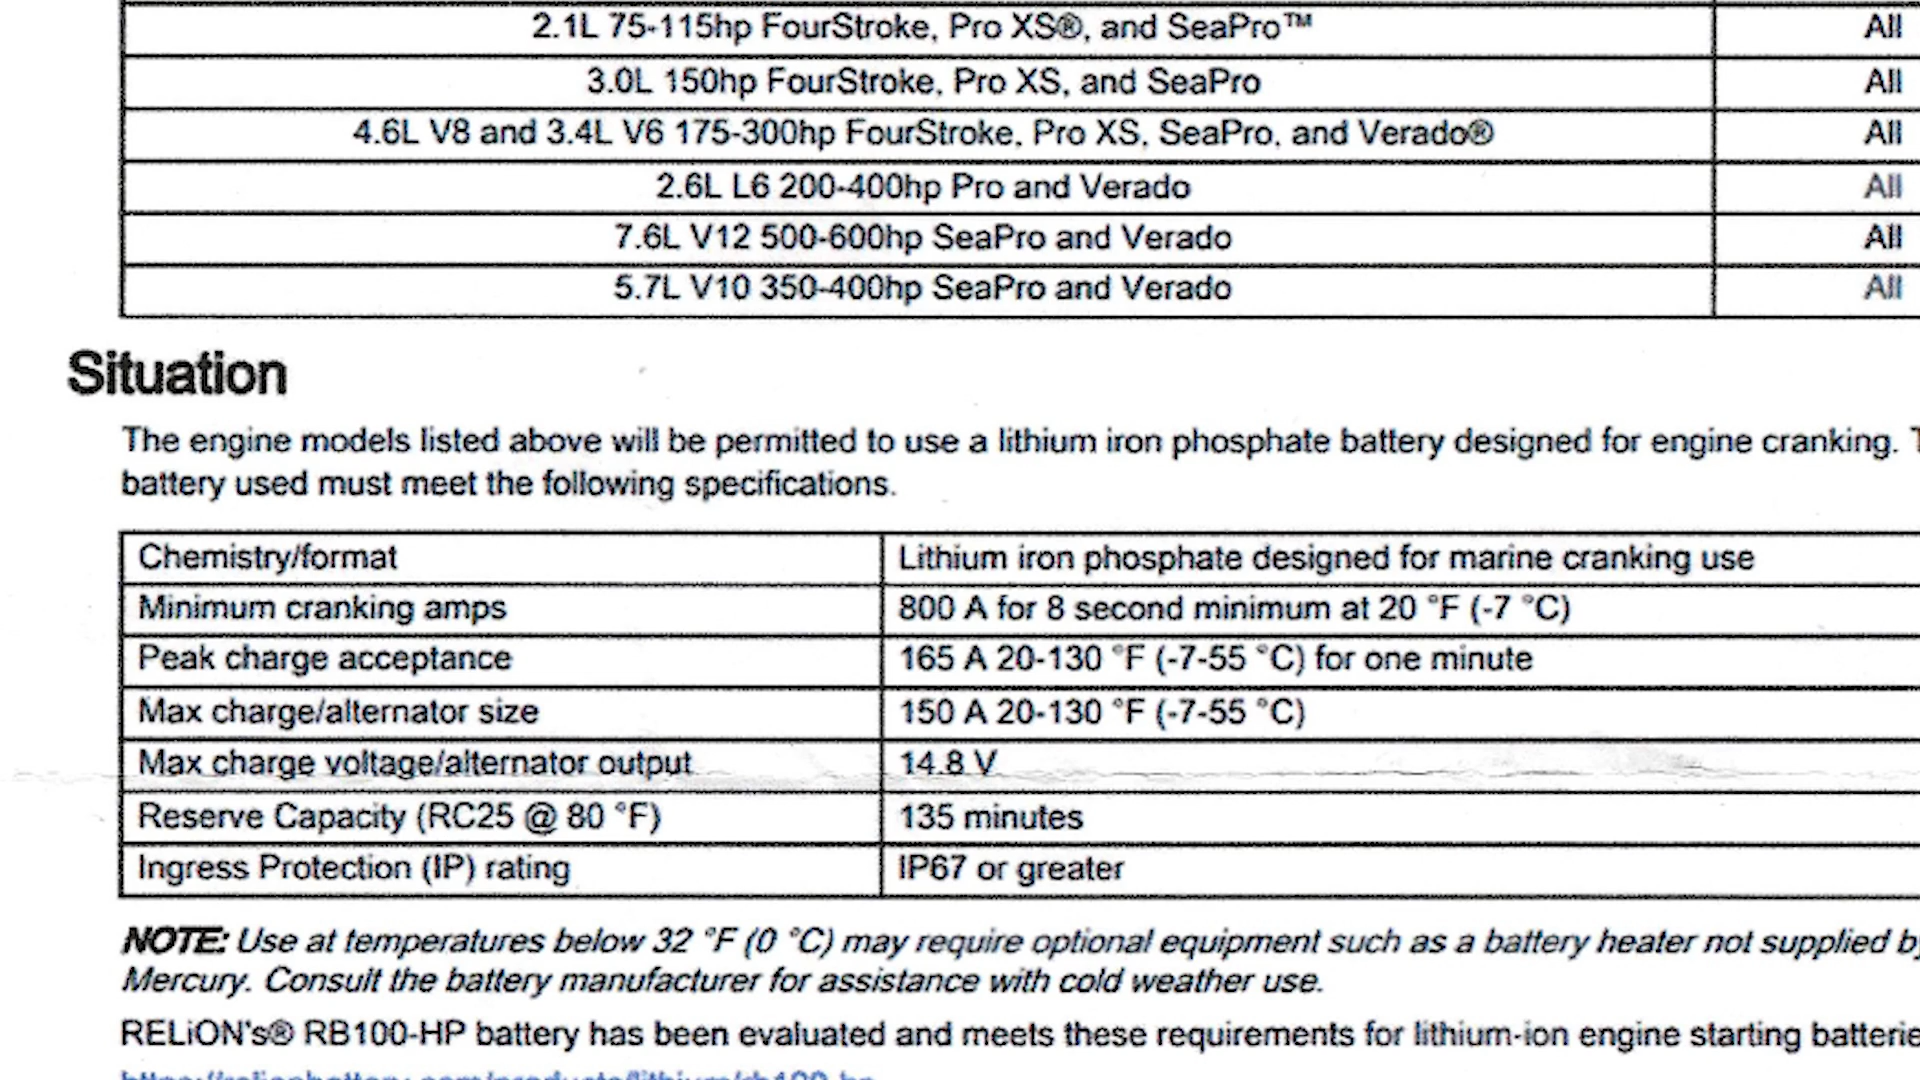 2.1L 75-115hp FourStroke, Pro XS®, and SeaPro™ All
3.0L 150hp FourStroke, Pro XS, and SeaPro All
4.6L V8 and 3.4L V6 175-300hp FourStroke, Pro XS, SeaPro, and Verado® All
2.6L L6 200-400hp Pro and Verado All
7.6L V12 500-600hp SeaPro and Verado All
5.7L V10 350-400hp SeaPro and Verado All
Situation
The engine models listed above will be permitted to use a lithium iron phosphate battery designed for engine cranking.
battery used must meet the following specifications.
Chemistry/format Lithium iron phosphate designed for marine cranking use
Minimum cranking amps 800 A for 8 second minimum at 20 °F (-7 °C)
Peak charge acceptance 165 A 20-130 °F (-7-55 °C) for one minute
Max charge/alternator size 150 A 20-130 °F (-7-55 °C)
Max charge voltage/alternator output 14.8 V
Reserve Capacity (RC25 @ 80 °F) 135 minutes
Ingress Protection (IP) rating IP67 or greater
NOTE: Use at temperatures below 32 °F (0 °C) may require optional equipment such as a battery heater not supplied by
Mercury. Consult the battery manufacturer for assistance with cold weather use.
RELiON's® RB100-HP battery has been evaluated and meets these requirements for lithium-ion engine starting batterie